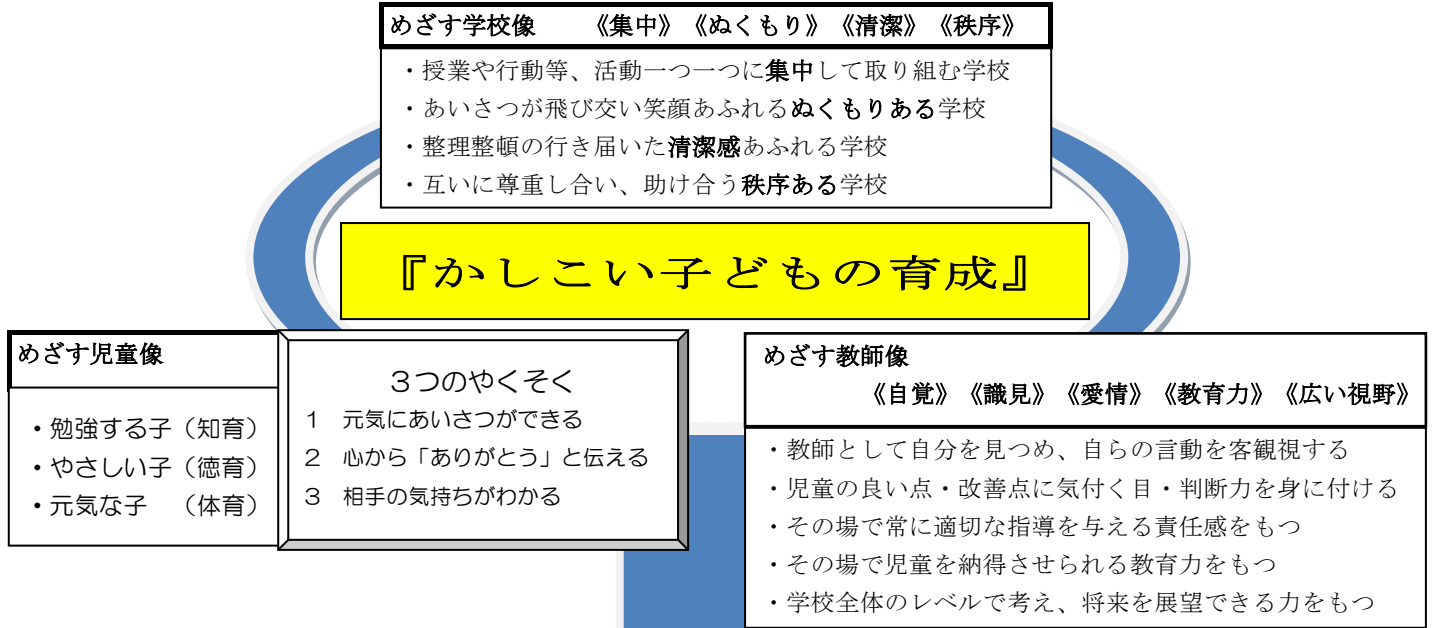 めざす学校像　　《集中》《ぬくもり》《清潔》《秩序》
・授業や行動等、活動一つ一つに集中して取り組む学校
・あいさつが飛び交い笑顔あふれるぬくもりある学校
・整理整頓の行き届いた清潔感あふれる学校
・互いに尊重し合い、助け合う秩序ある学校
『かしこい子どもの育成』
めざす児童像
・勉強する子（知育）
・やさしい子（徳育）
・元気な子　（体育）
３つのやくそく
１　元気にあいさつができる
２　心から「ありがとう」と伝える
３　相手の気持ちがわかる
めざす教師像
《自覚》《識見》《愛情》《教育力》《広い視野》
・教師として自分を見つめ、自らの言動を客観視する
・児童の良い点・改善点に気付く目・判断力を身に付ける
・その場で常に適切な指導を与える責任感をもつ
・その場で児童を納得させられる教育力をもつ
・学校全体のレベルで考え、将来を展望できる力をもつ